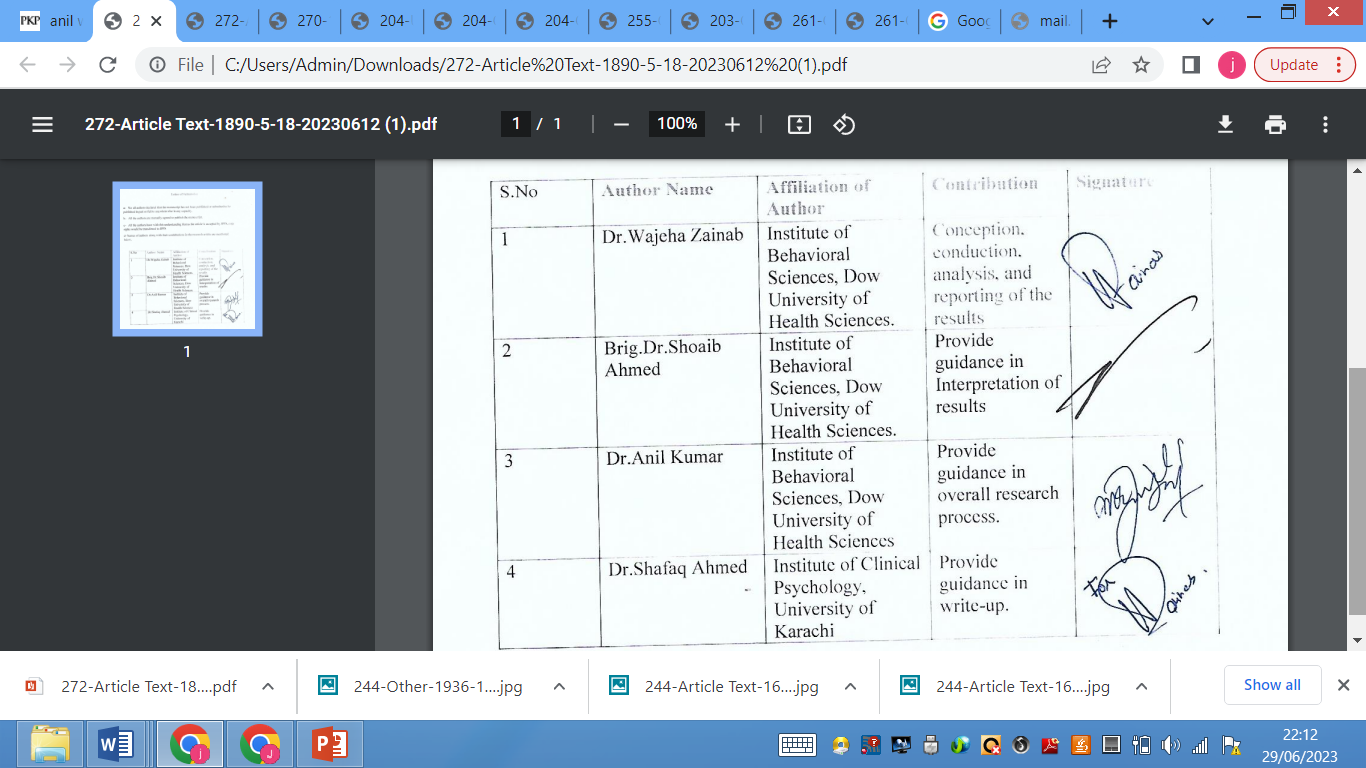 PKP anil w
2
272-
270-
204-
204-
204-
255-
203-
261-
261-
Goog
mail.
File | C:/Users/Admin/Downloads/272-Article%20Text-1890-5-18-20230612%20(1).pdf
j
Update
272-Article Text-1890-5-18-20230612 (1).pdf
1 / 1
100%
1
S.No
Author Name
Affiliation of
Author
Contribution
Signature
1
Dr.Wajeha Zainab
Institute of
Behavioral
Sciences, Dow
University of
Health Sciences.
Conception,
conduction,
analysis, and
reporting of the
results
ainab
2
Brig.Dr.Shoaib
Ahmed
Institute of
Behavioral
Sciences, Dow
University of
Health Sciences.
Provide
guidance in
Interpretation of
results
3
Dr.Anil Kumar
Institute of
Behavioral
Sciences, Dow
University of
Health Sciences
Provide
guidance in
overall research
process.
4
Dr.Shafaq Ahmed
Institute of Clinical
Psychology,
University of
Karachi
Provide
guidance in
write-up.
For
ainab
272-Article Text-18....pdf
244-Other-1936-1....jpg
244-Article Text-16....jpg
244-Article Text-16....jpg
Show all
22:12
29/06/2023